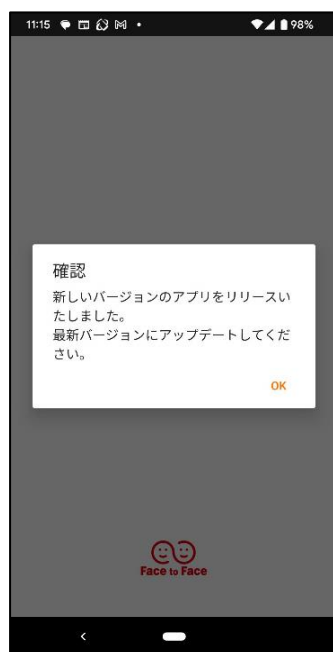 11:15
98%
確認
新しいバージョンのアプリをリリースい
たしました。
最新バージョンにアップデートしてくだ
さい。
OK
Face to Face